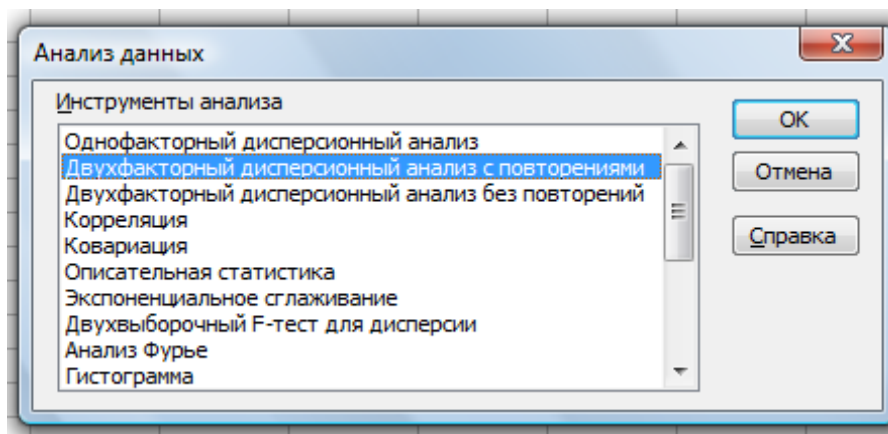 Анализ данных
Инструменты анализа
Однофакторный дисперсионный анализ
Двухфакторный дисперсионный анализ с повторениями
Двухфакторный дисперсионный анализ без повторений
Корреляция
Ковариация
Описательная статистика
Экспоненциальное сглаживание
Двухвыборочный F-тест для дисперсии
Анализ Фурье
Гистограмма
ОК
Отмена
Справка